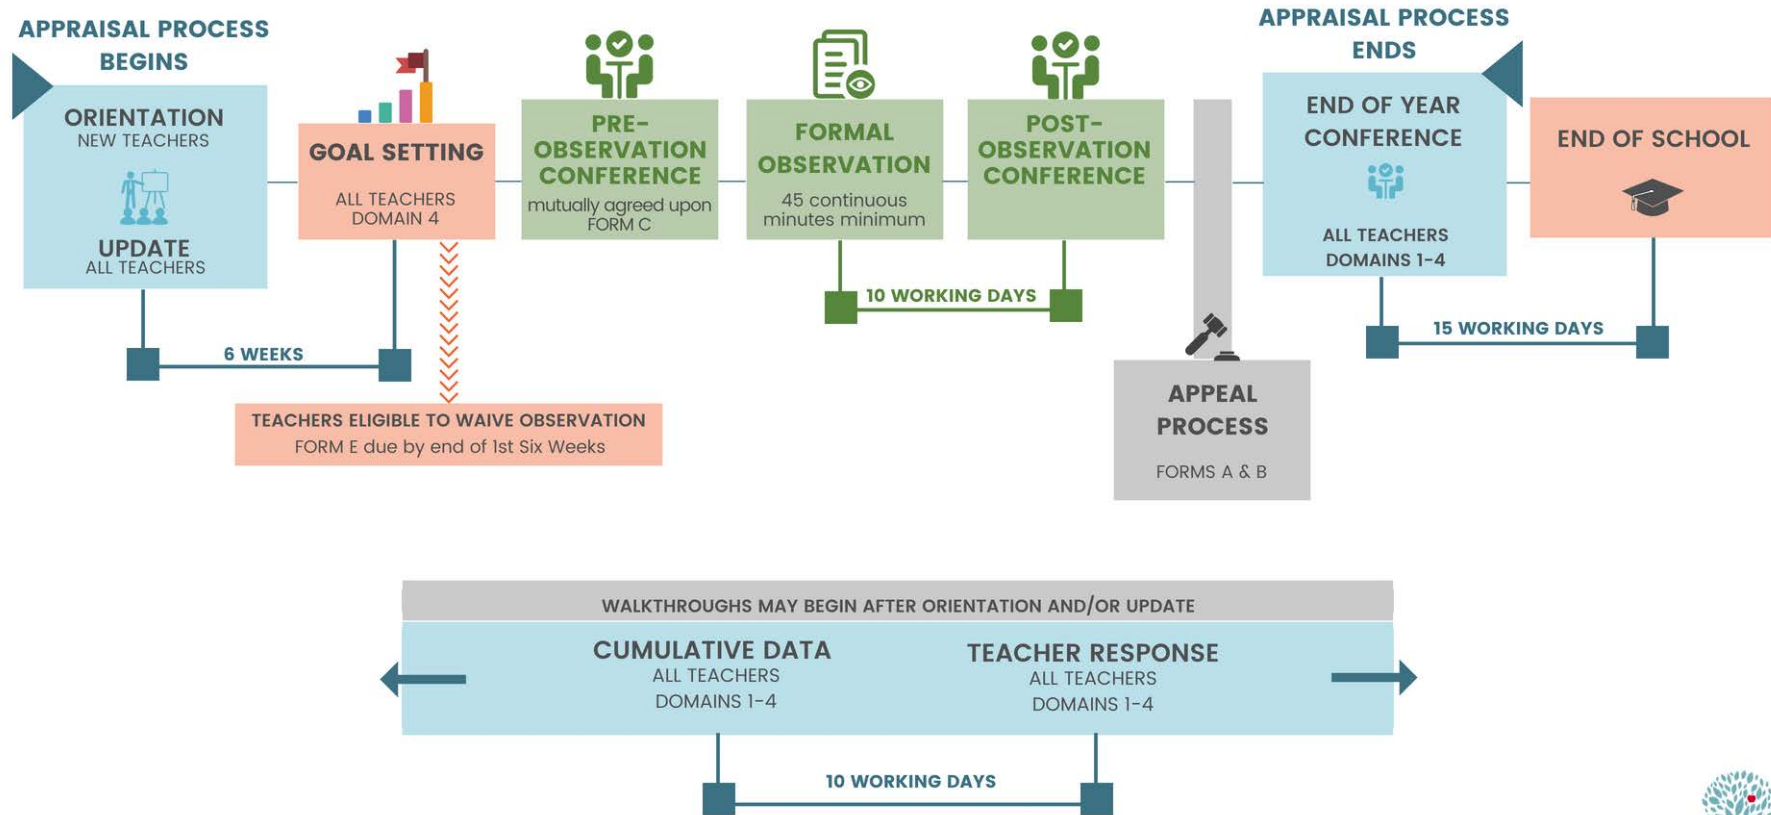 APPRAISAL PROCESS
BEGINS
ORIENTATION
NEW TEACHERS
UPDATE
ALL TEACHERS
6 WEEKS
GOAL SETTING
ALL TEACHERS
DOMAIN 4
TEACHERS ELIGIBLE TO WAIVE OBSERVATION
FORM E due by end of 1st Six Weeks
PRE-
OBSERVATION
CONFERENCE
mutually agreed upon
FORM C
FORMAL
OBSERVATION
45 continuous
minutes minimum
POST-
OBSERVATION
CONFERENCE
10 WORKING DAYS
APPEAL
PROCESS
FORMS A & B
APPRAISAL PROCESS
ENDS
END OF YEAR
CONFERENCE
ALL TEACHERS
DOMAINS 1-4
END OF SCHOOL
15 WORKING DAYS
WALKTHROUGHS MAY BEGIN AFTER ORIENTATION AND/OR UPDATE
CUMULATIVE DATA
ALL TEACHERS
DOMAINS 1-4
TEACHER RESPONSE
ALL TEACHERS
DOMAINS 1-4
10 WORKING DAYS